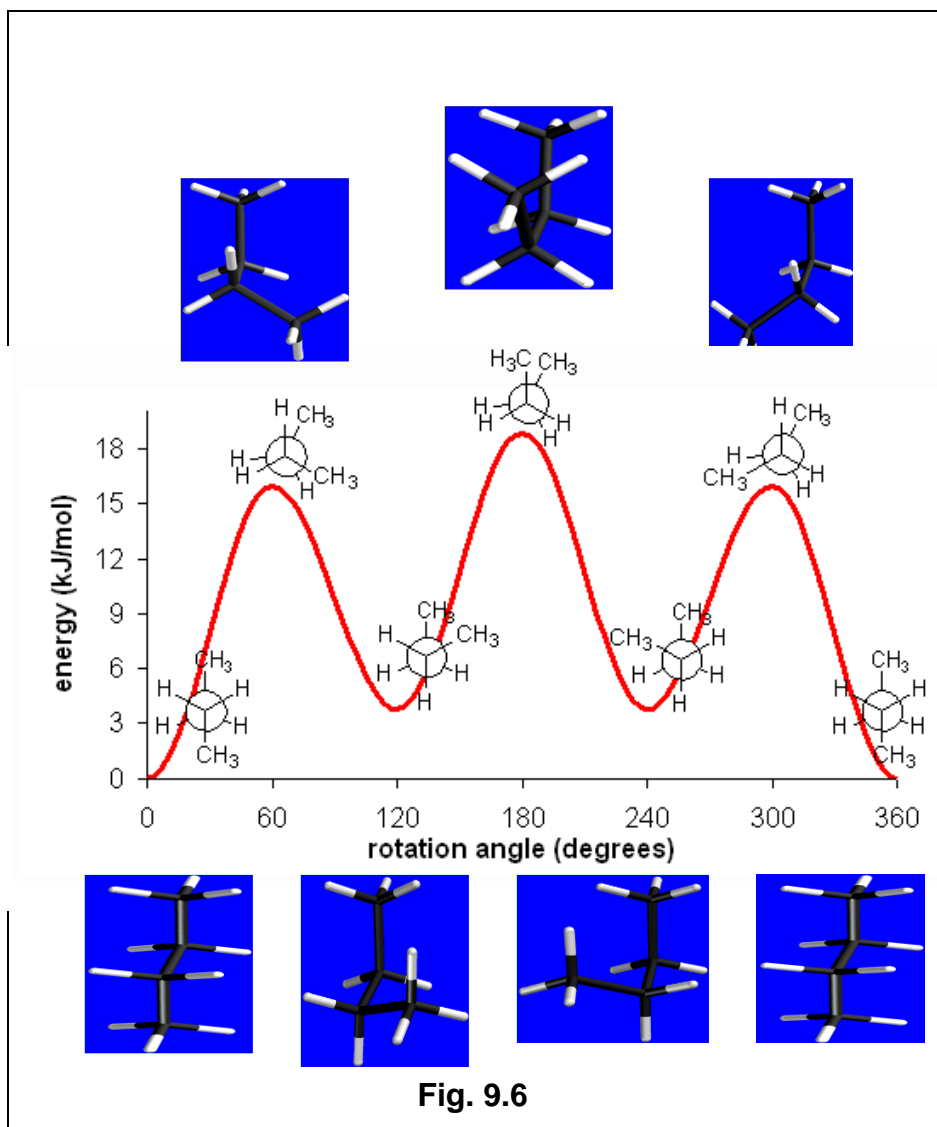 H₃C CH₃
H H
H H
H CH₃
H CH₃
H H
H
H H
CH₃ H
18
15
12
9
6
3
0
energy (kJ/mol)
CH₃
H CH₃
H H
H
CH₃
CH₃ H
H H
H
CH₃
H H
H H
CH₃
CH₃
H H
H H
CH₃
0 60 120 180 240 300 360
rotation angle (degrees)
Fig. 9.6